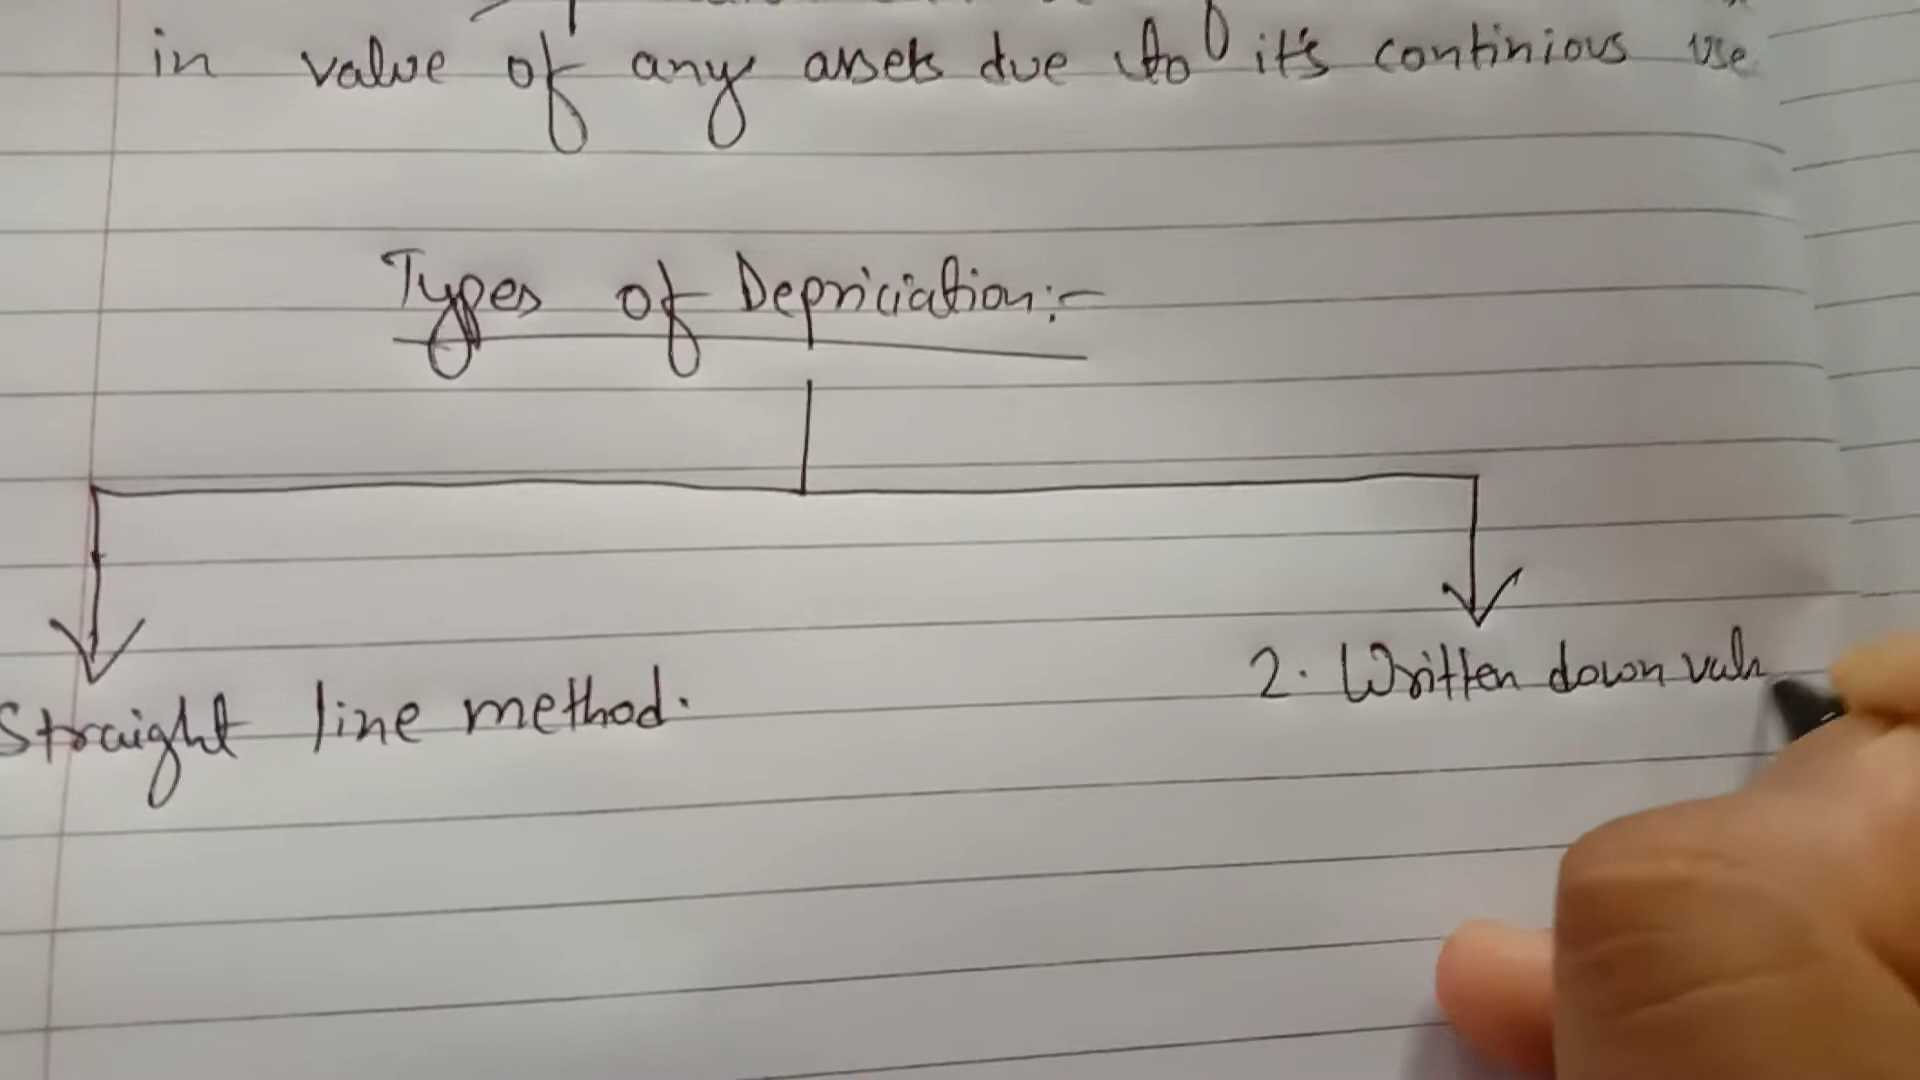 in value of any assets due to it's continious use
Types of Depriciation:-
Straight line method.
2. Written down valu